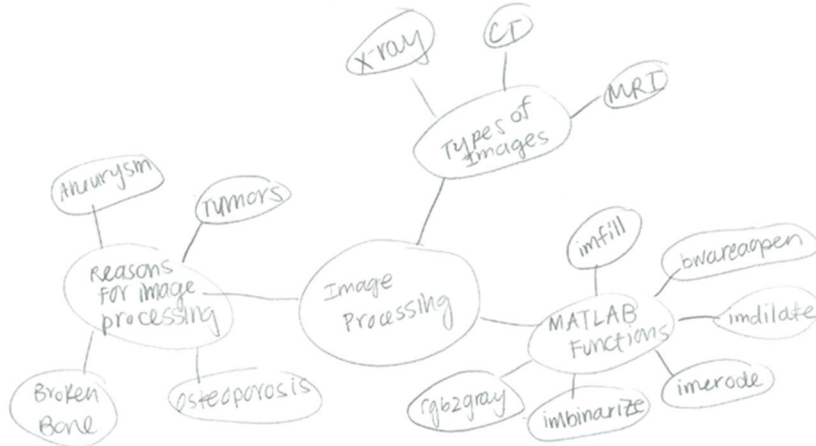 X-ray
CT
MRI
Types of
Images
Aneurysm
Tumors
Reasons
For image
processing
Broken
Bone
Osteoporosis
Image
Processing
imfill
bwareaopen
MATLAB
Functions
imdilate
imerode
imbinarize
rgb2gray